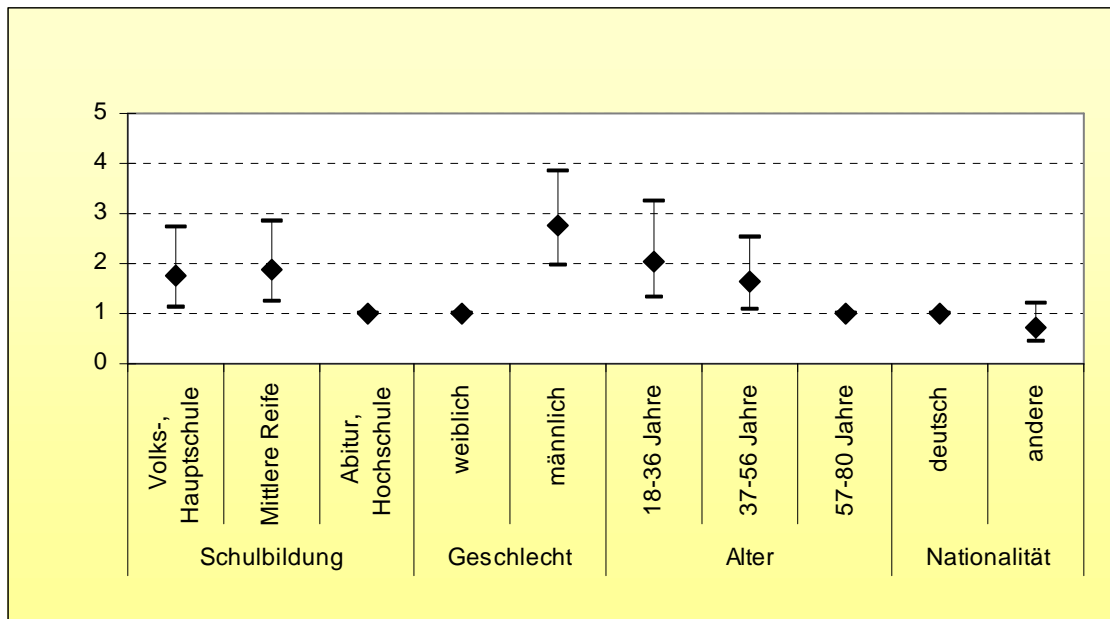 5
4
3
2
1
0
Volks-,
Hauptschule
Mittlere Reife
Abitur,
Hochschule
weiblich
männlich
18-36 Jahre
37-56 Jahre
57-80 Jahre
deutsch
andere
Schulbildung
Geschlecht
Alter
Nationalität